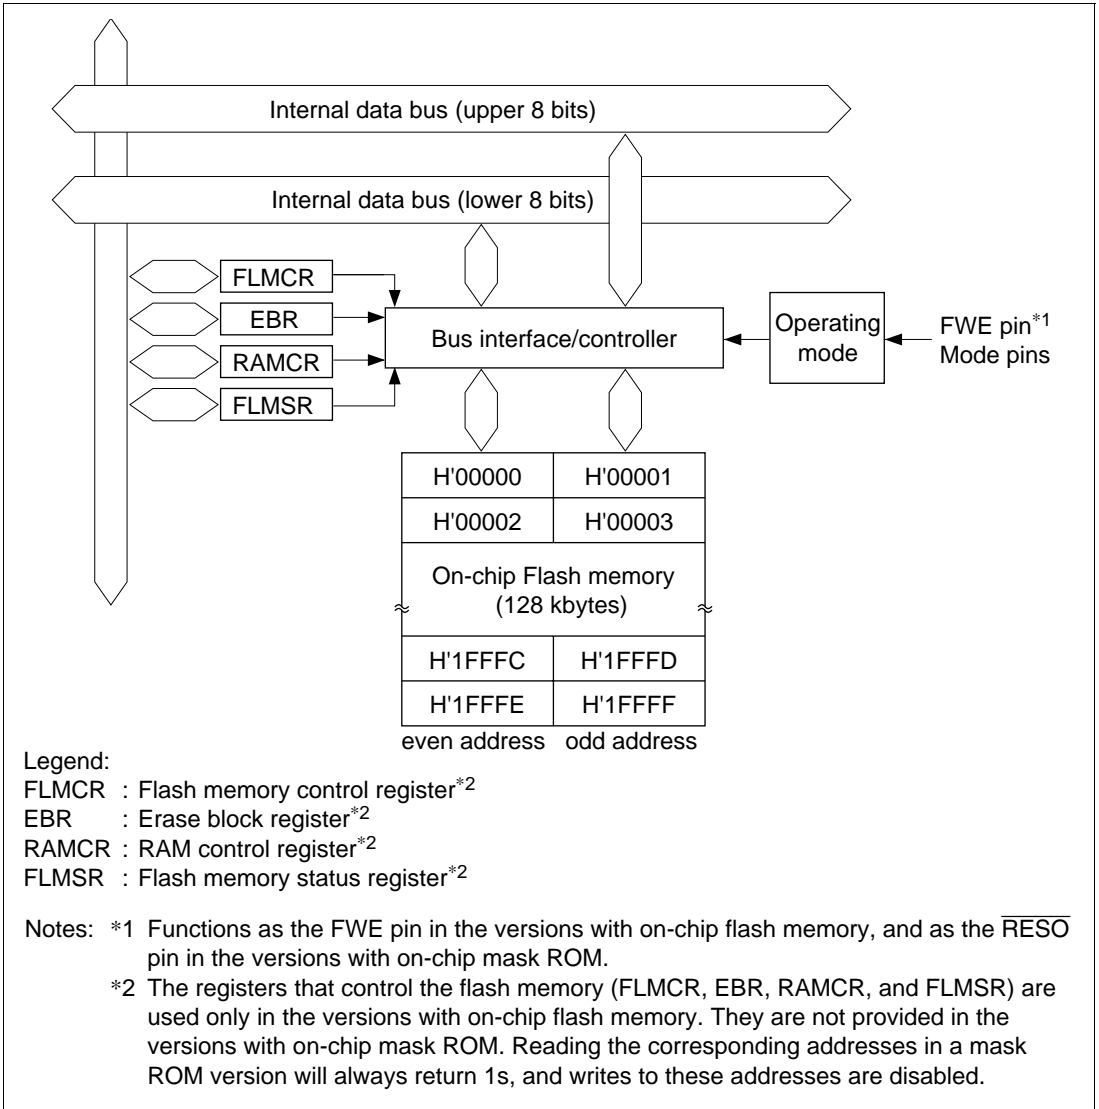 Internal data bus (upper 8 bits)
Internal data bus (lower 8 bits)
FLMCR
EBR
RAMCR
FLMSR
Bus interface/controller
Operating
mode
FWE pin*1
Mode pins
H'00000 H'00001
H'00002 H'00003
On-chip Flash memory
(128 kbytes)
H'1FFFC H'1FFFD
H'1FFFE H'1FFFF
even address odd address
Legend:
FLMCR : Flash memory control register*2
EBR : Erase block register*2
RAMCR : RAM control register*2
FLMSR : Flash memory status register*2
Notes: *1 Functions as the FWE pin in the versions with on-chip flash memory, and as the RESO
pin in the versions with on-chip mask ROM.
*2 The registers that control the flash memory (FLMCR, EBR, RAMCR, and FLMSR) are
used only in the versions with on-chip flash memory. They are not provided in the
versions with on-chip mask ROM. Reading the corresponding addresses in a mask
ROM version will always return 1s, and writes to these addresses are disabled.